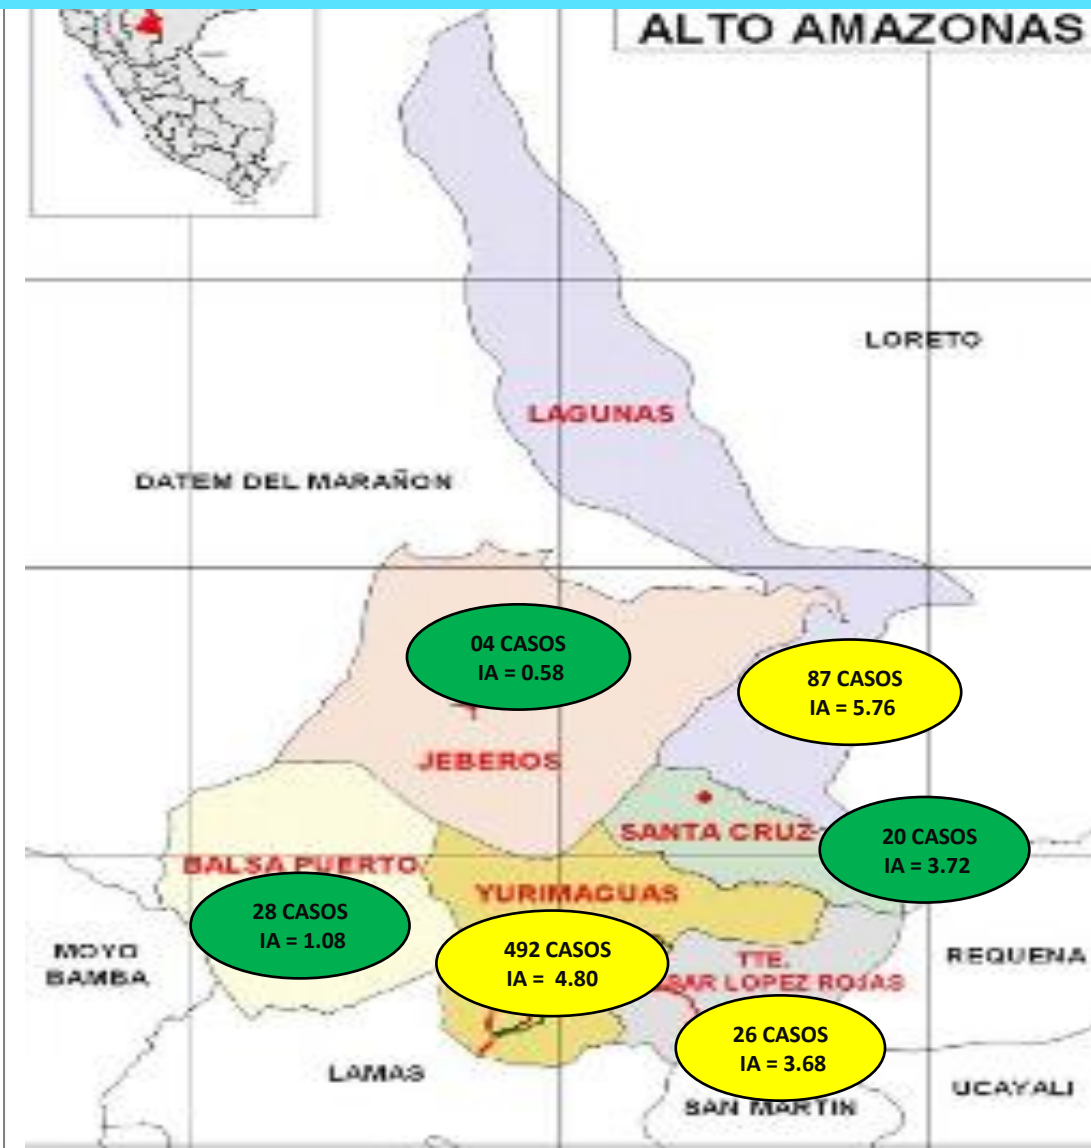 ALTO AMAZONAS
LORETO
LAGUNAS
DATEM DEL MARAÑON
04 CASOS
IA = 0.58
87 CASOS
IA = 5.76
JEBEROS
SANTA CRUZ
20 CASOS
IA = 3.72
BALSA PUERTO
YURIMAGUAS
28 CASOS
IA = 1.08
492 CASOS
IA = 4.80
MOYO
BAMBA
TTE.
SAR LOPEZ ROJAS
REQUENA
26 CASOS
IA = 3.68
LAMAS
UCAYALI
SAN MARTIN